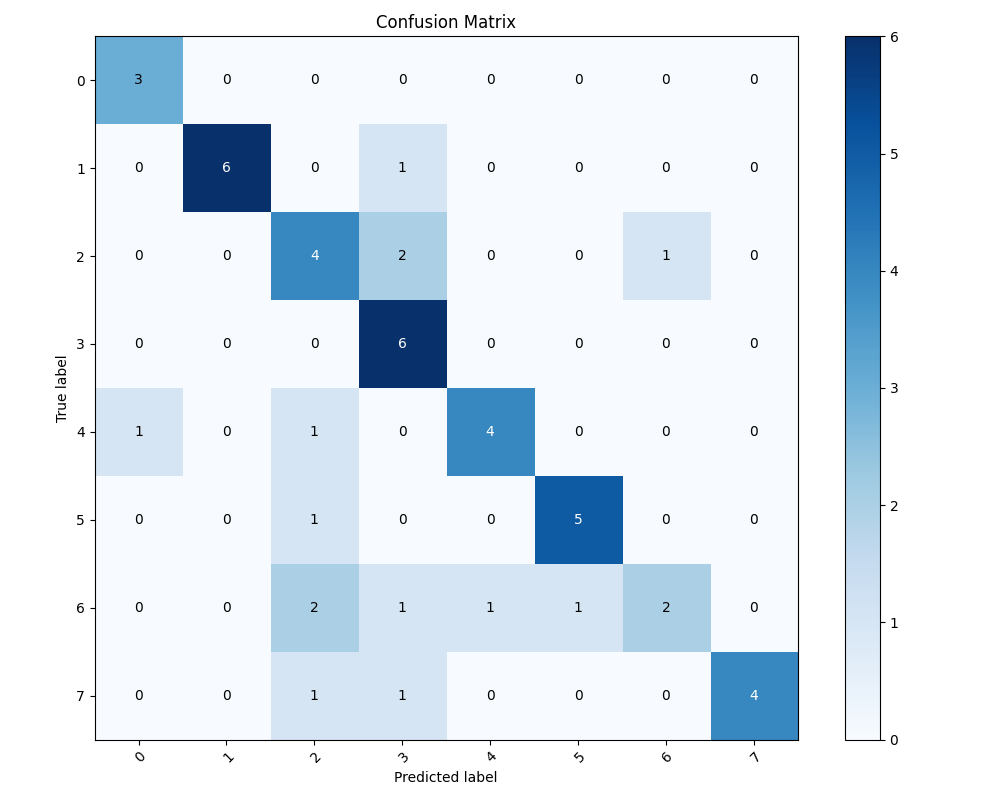 Confusion Matrix
0 3 0 0 0 0 0 0 0
1 0 6 0 1 0 0 0 0
2 0 0 4 2 0 0 1 0
3 0 0 0 6 0 0 0 0
4 1 0 1 0 4 0 0 0
5 0 0 1 0 0 5 0 0
6 0 0 2 1 1 1 2 0
7 0 0 1 1 0 0 0 4
0 1 2 3 4 5 6 7
True label
Predicted label
6
5
4
3
2
1
0